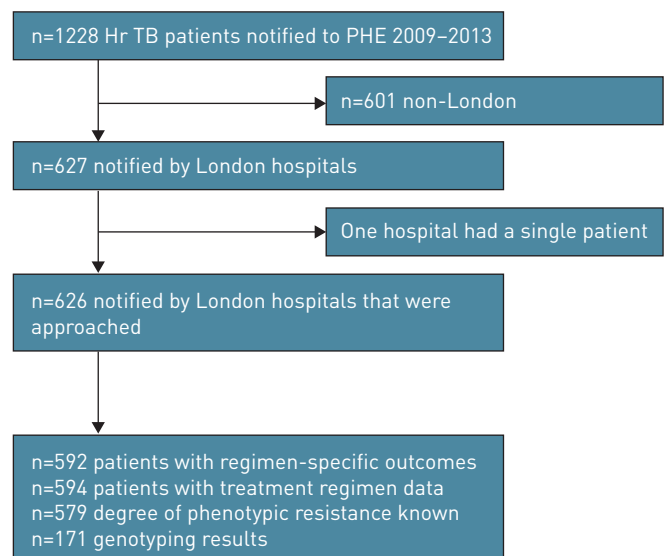 n=1228 Hr TB patients notified to PHE 2009–2013
n=601 non-London
n=627 notified by London hospitals
One hospital had a single patient
n=626 notified by London hospitals that were
approached
n=592 patients with regimen-specific outcomes
n=594 patients with treatment regimen data
n=579 degree of phenotypic resistance known
n=171 genotyping results